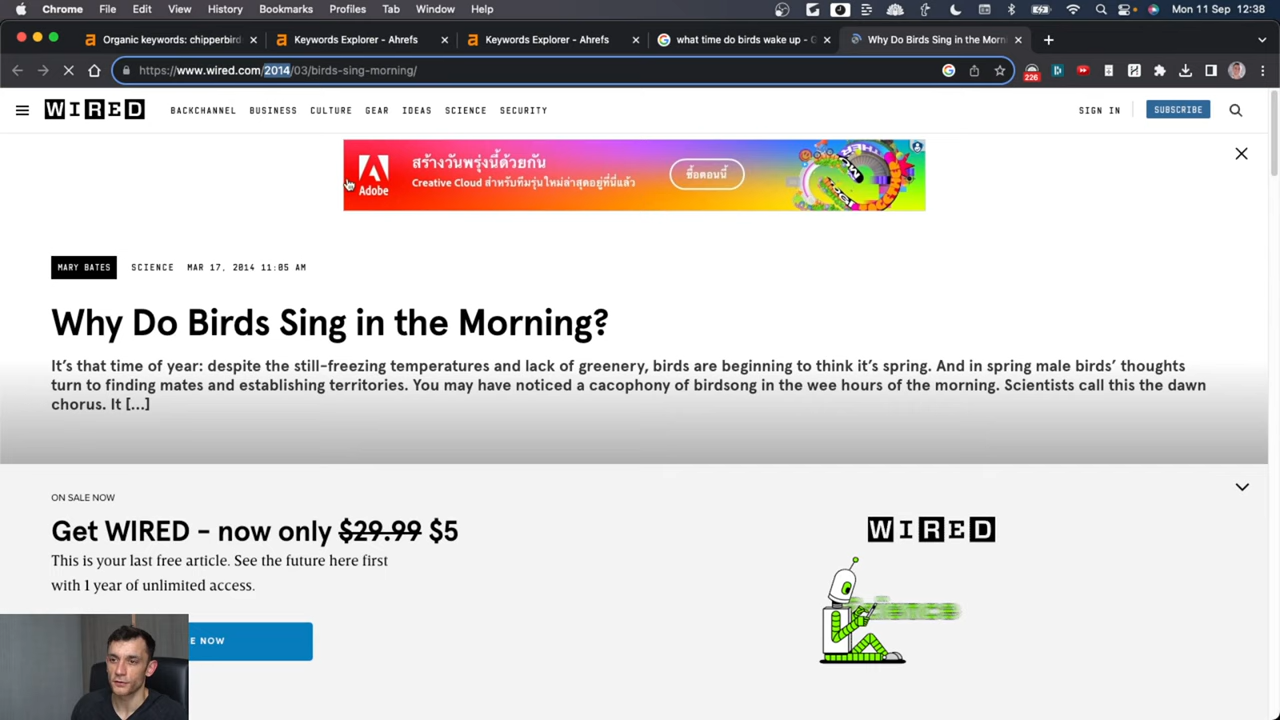 Chrome File Edit View History Bookmarks Profiles Tab Window Help Mon 11 Sep 12:38
Organic keywords: chipperbird Keywords Explorer - Ahrefs Keywords Explorer - Ahrefs what time do birds wake up - G Why Do Birds Sing in the Morn
https://www.wired.com/2014/03/birds-sing-morning/
226
WIRED BACKCHANNEL BUSINESS CULTURE GEAR IDEAS SCIENCE SECURITY SIGN IN SUBSCRIBE
สร้างวันพรุ่งนี้ด้วยกัน
Adobe Creative Cloud สำหรับทีมรุ่นใหม่ล่าสุดอยู่ที่นี่แล้ว
ซื้อตอนนี้
MARY BATES SCIENCE MAR 17, 2014 11:05 AM
Why Do Birds Sing in the Morning?
It's that time of year: despite the still-freezing temperatures and lack of greenery, birds are beginning to think it's spring. And in spring male birds' thoughts
turn to finding mates and establishing territories. You may have noticed a cacophony of birdsong in the wee hours of the morning. Scientists call this the dawn
chorus. It [...]
ON SALE NOW
Get WIRED - now only $29.99 $5
This is your last free article. See the future here first
with 1 year of unlimited access.
WIRED
E NOW